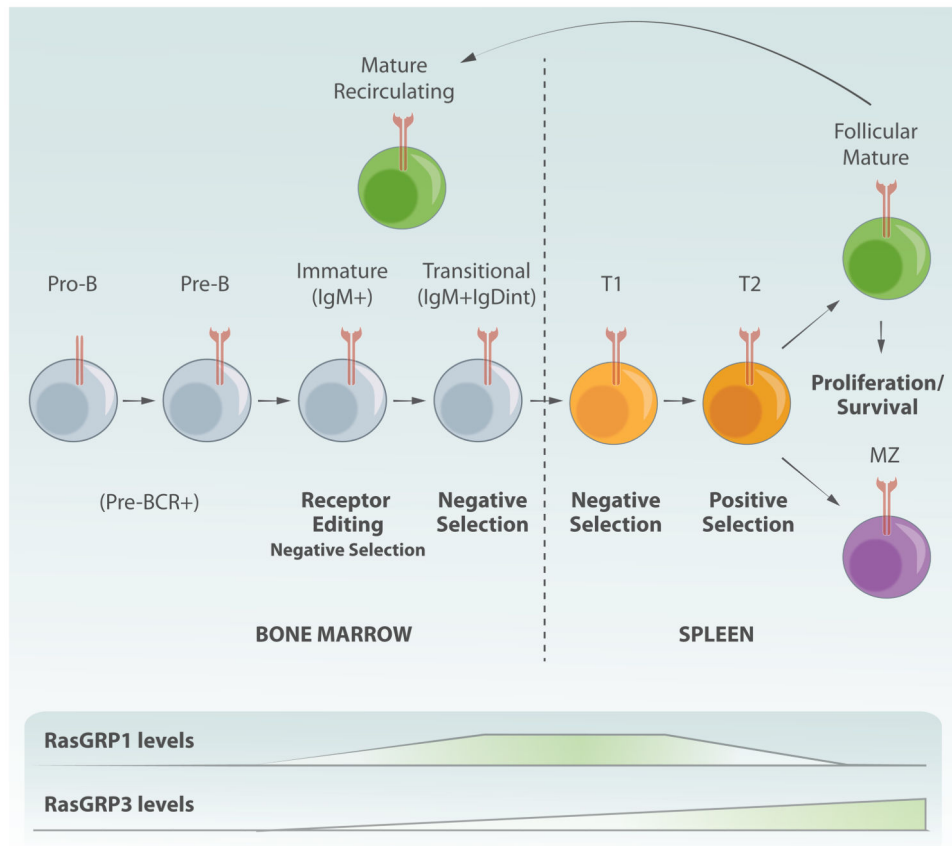 Mature
Recirculating
Follicular
Mature
Pro-B
Pre-B
Immature
(IgM+)
Transitional
(IgM+IgDint)
T1
T2
Proliferation/
Survival
MZ
(Pre-BCR+)
Receptor
Editing
Negative Selection
Negative
Selection
Negative
Selection
Positive
Selection
BONE MARROW
SPLEEN
RasGRP1 levels
RasGRP3 levels